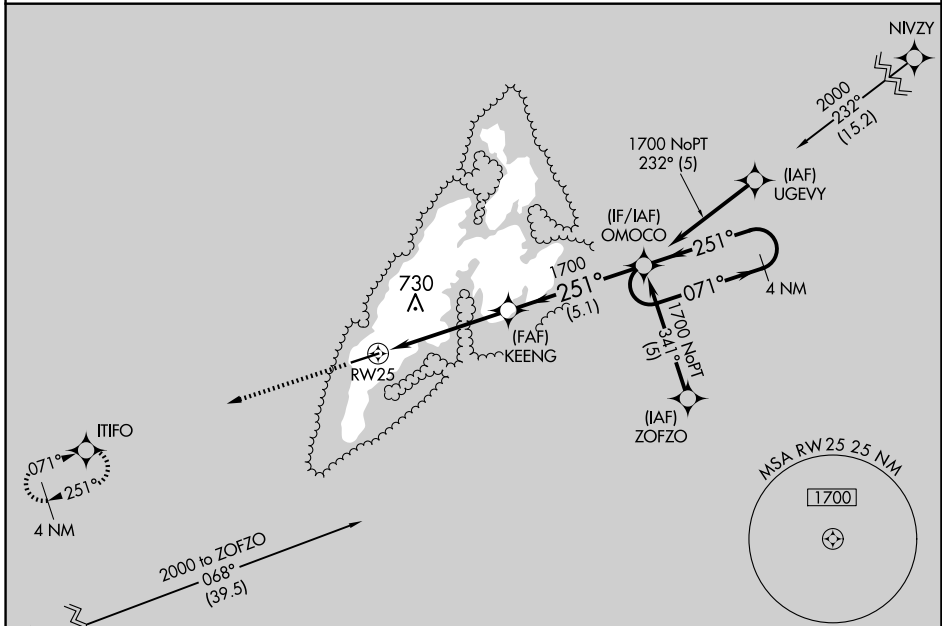 NIVZY
2000
232°
(15.2)
1700 NoPT
232° (5)
(IAF)
UGEVY
(IF/IAF)
OMOCO
251°
071°
4 NM
1700
251°
(5.1)
730
(FAF)
KEENG
RW25
1700 NoPT
341°
(5)
(IAF)
ZOFZO
ITIFO
071°
251°
4 NM
2000 to ZOFZO
068°
(39.5)
MSA RW25 25 NM
1700